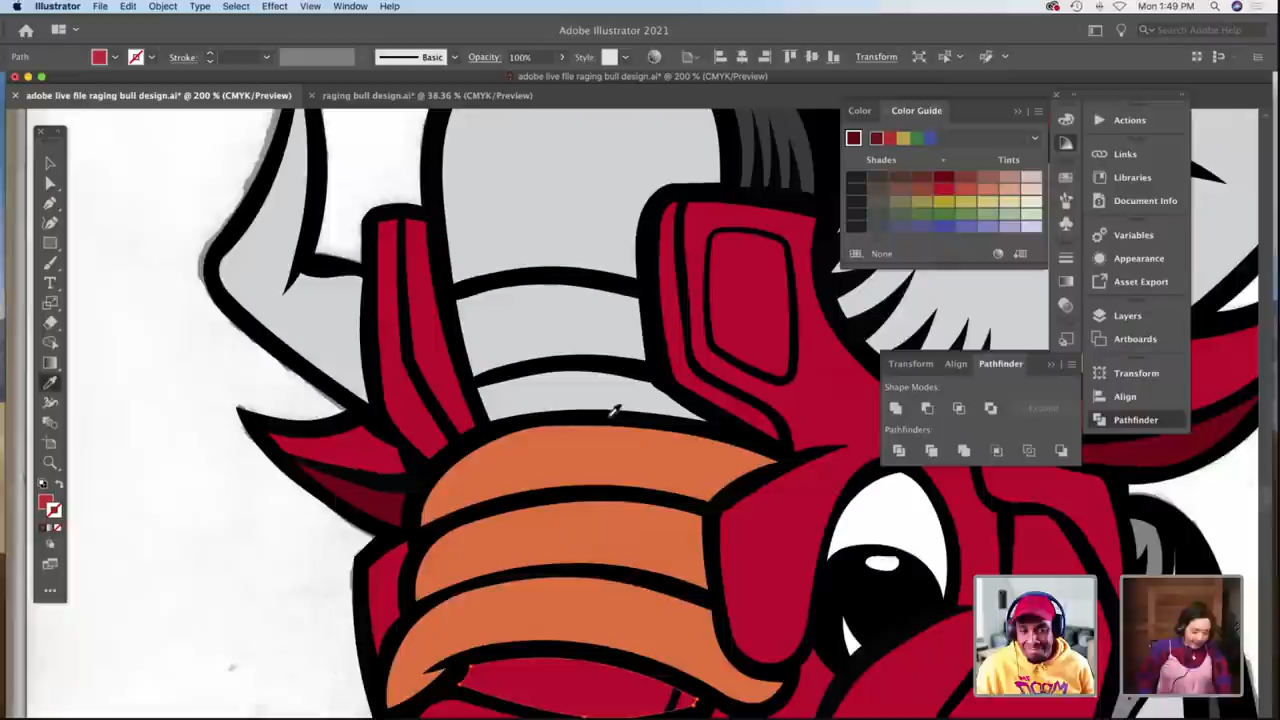 Illustrator File Edit Object Type Select Effect View Window Help
Mon 1:49 PM
Adobe Illustrator 2021
Search Adobe Help
Path
Stroke:
Basic
Opacity: 100%
Style:
Transform
adobe live file raging bull design.ai* @ 200 % (CMYK/Preview)
adobe live file raging bull design.ai* @ 200 % (CMYK/Preview)
raging bull design.ai* @ 38.36 % (CMYK/Preview)
Color Color Guide
Shades Tints
None
Actions
Links
Libraries
Document Info
Variables
Appearance
Asset Export
Layers
Artboards
Transform
Align
Pathfinder
Transform Align Pathfinder
Shape Modes:
Expand
Pathfinders:
DOOM